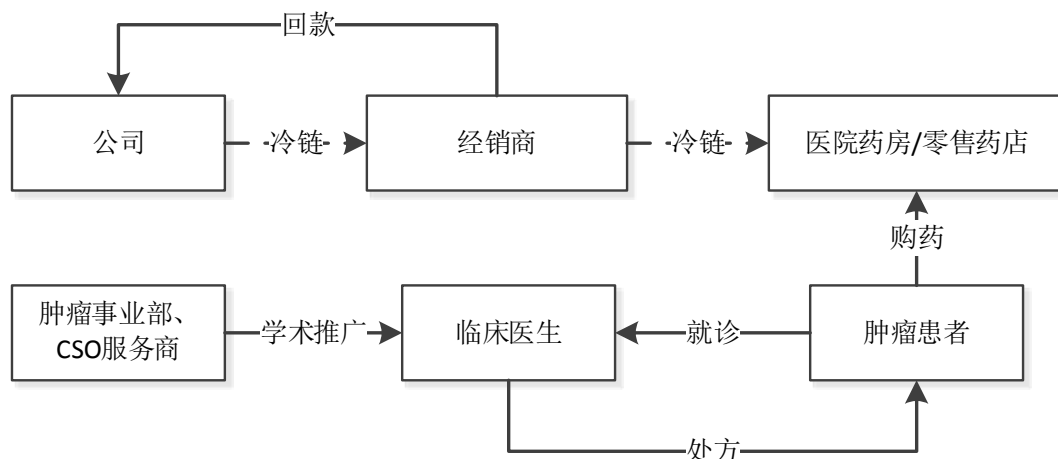 回款
公司
冷链
经销商
冷链
医院药房/零售药店
购药
肿瘤事业部、
CSO服务商
学术推广
临床医生
就诊
肿瘤患者
处方